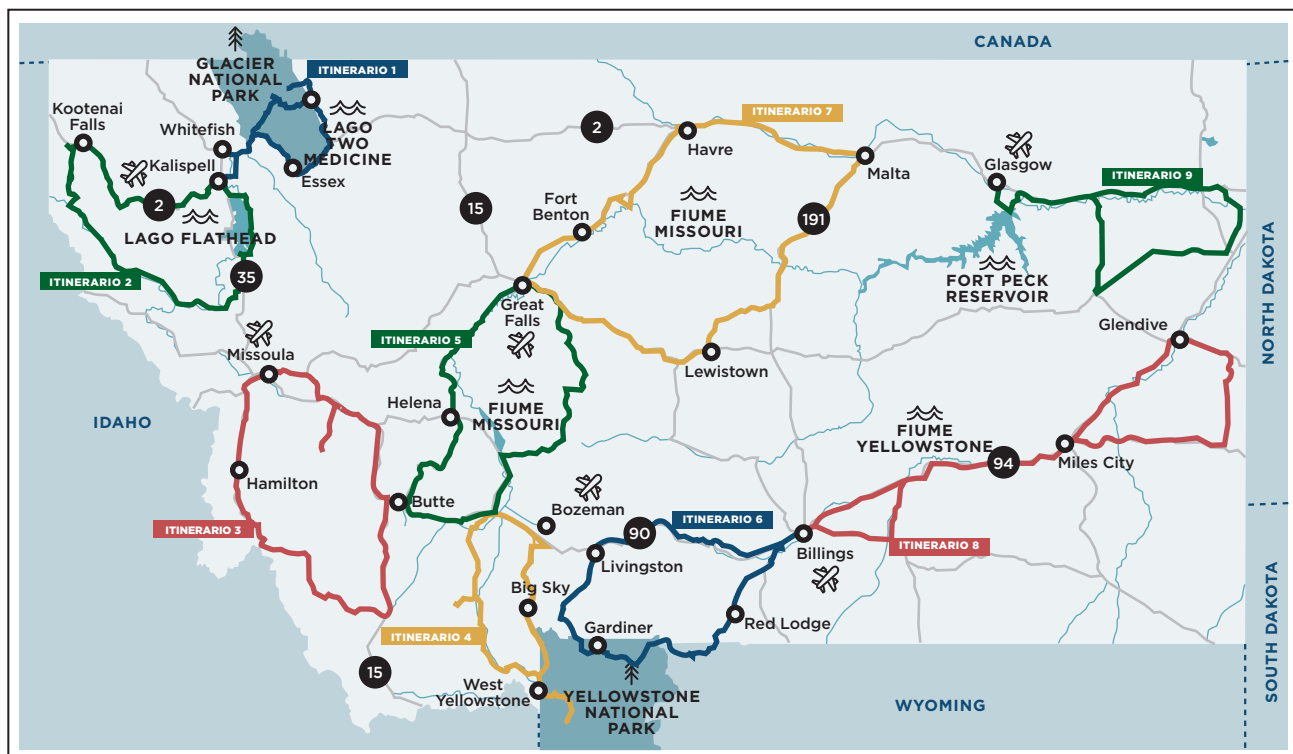 CANADA
GLACIER
NATIONAL
PARK
ITINERARIO 1
Kootenai
Falls
Whitefish
LAGO
TWO
MEDICINE
Kalispell
Essex
2
LAGO FLATHEAD
ITINERARIO 2
35
2
Havre
ITINERARIO 7
Malta
Glasgow
ITINERARIO 9
15
Fort
Benton
FIUME
MISSOURI
191
FORT PECK
RESERVOIR
NORTH DAKOTA
Great
Falls
ITINERARIO 5
Missoula
Lewistown
Glendive
IDAHO
Helena
FIUME
MISSOURI
FIUME
YELLOWSTONE
94
Miles City
Hamilton
Butte
Bozeman
ITINERARIO 3
90
ITINERARIO 6
Livingston
Billings
ITINERARIO 8
Big Sky
Gardiner
Red Lodge
ITINERARIO 4
15
West
Yellowstone
YELLOWSTONE
NATIONAL
PARK
WYOMING
SOUTH DAKOTA